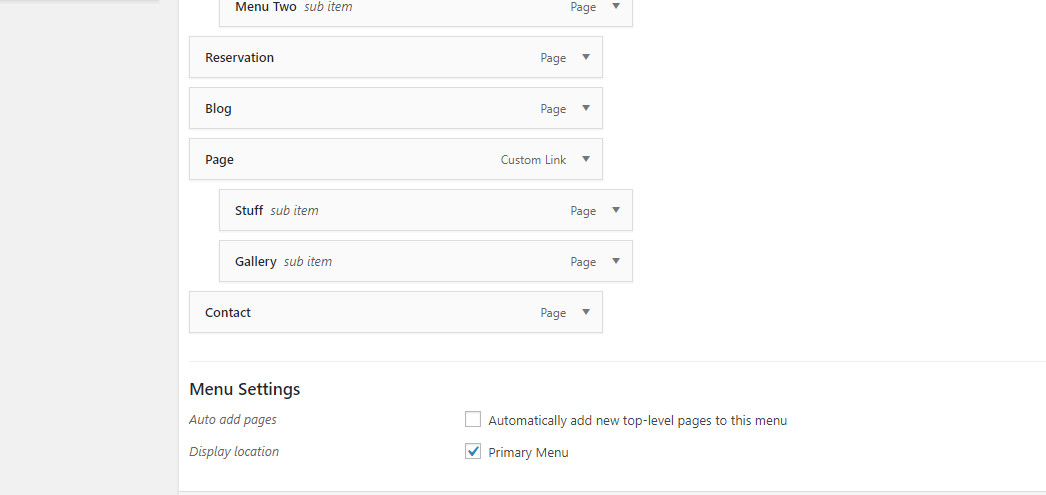 Menu Two sub item Page
Reservation Page
Blog Page
Page Custom Link
Stuff sub item Page
Gallery sub item Page
Contact Page
Menu Settings
Auto add pages Automatically add new top-level pages to this menu
Display location Primary Menu